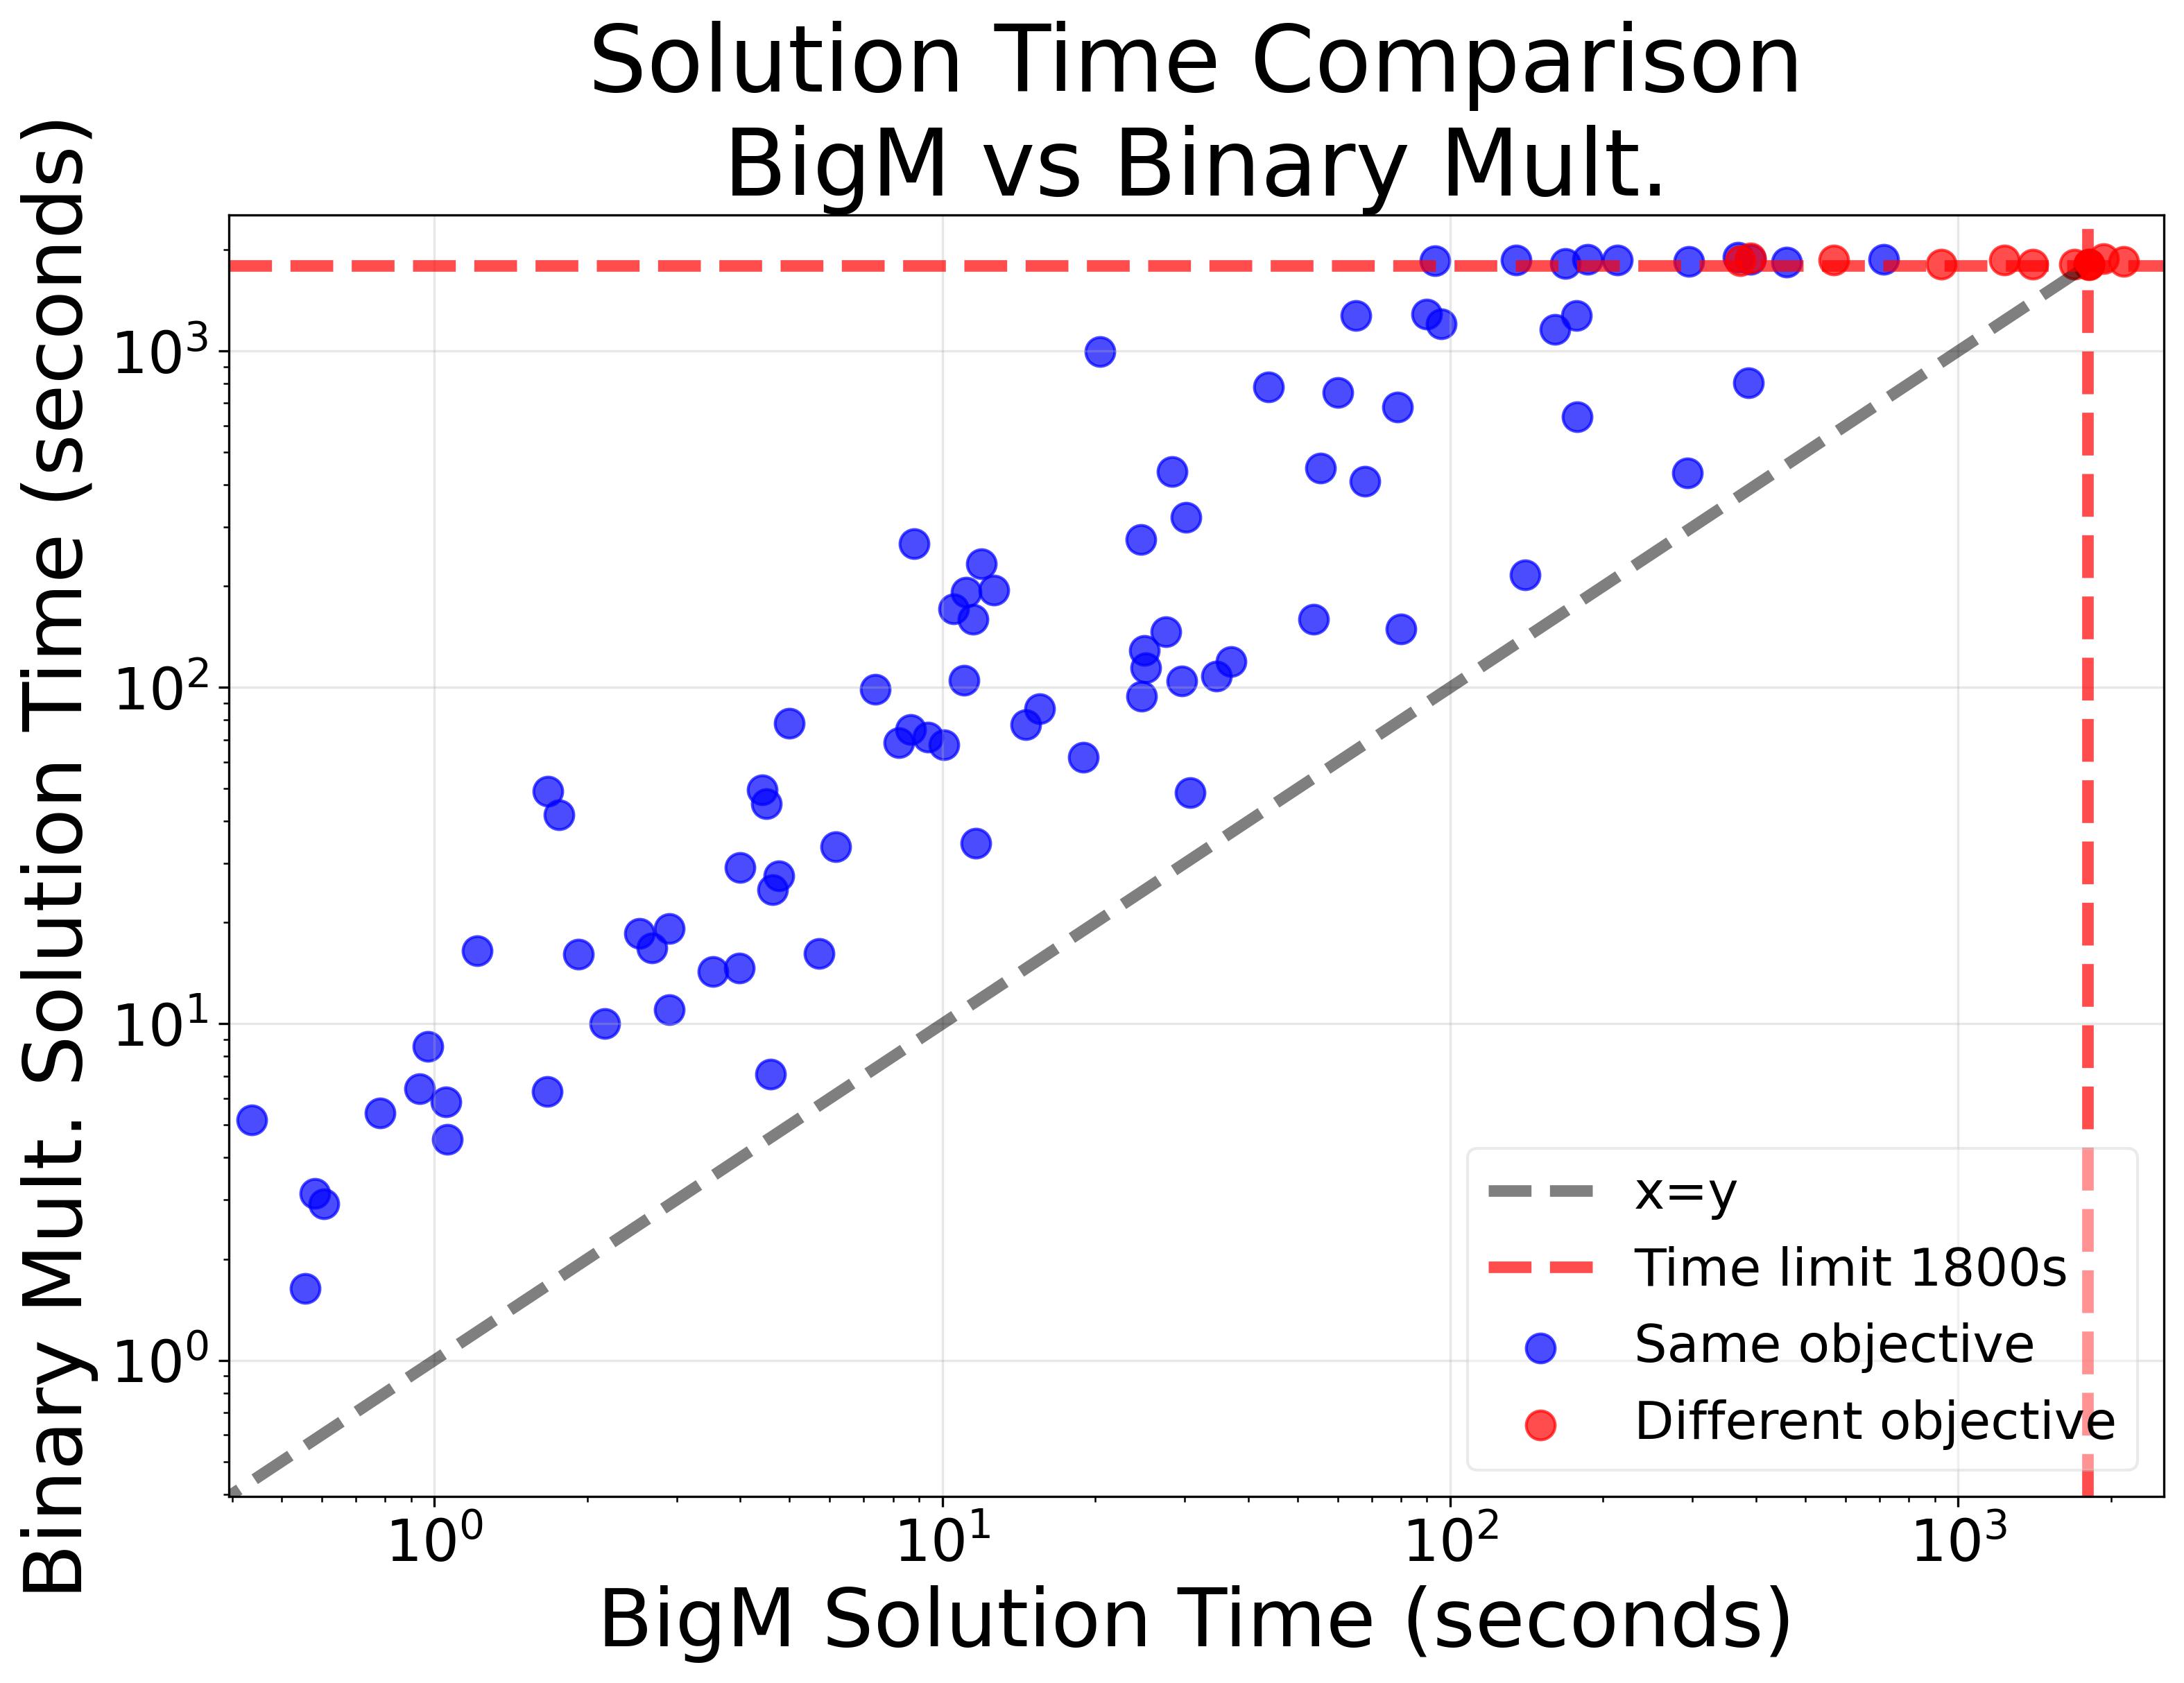 Solution Time Comparison
BigM vs Binary Mult.
Binary Mult. Solution Time (seconds)
10³
10²
10¹
10⁰
x=y
Time limit 1800s
Same objective
Different objective
10⁰ 10¹ 10² 10³
BigM Solution Time (seconds)